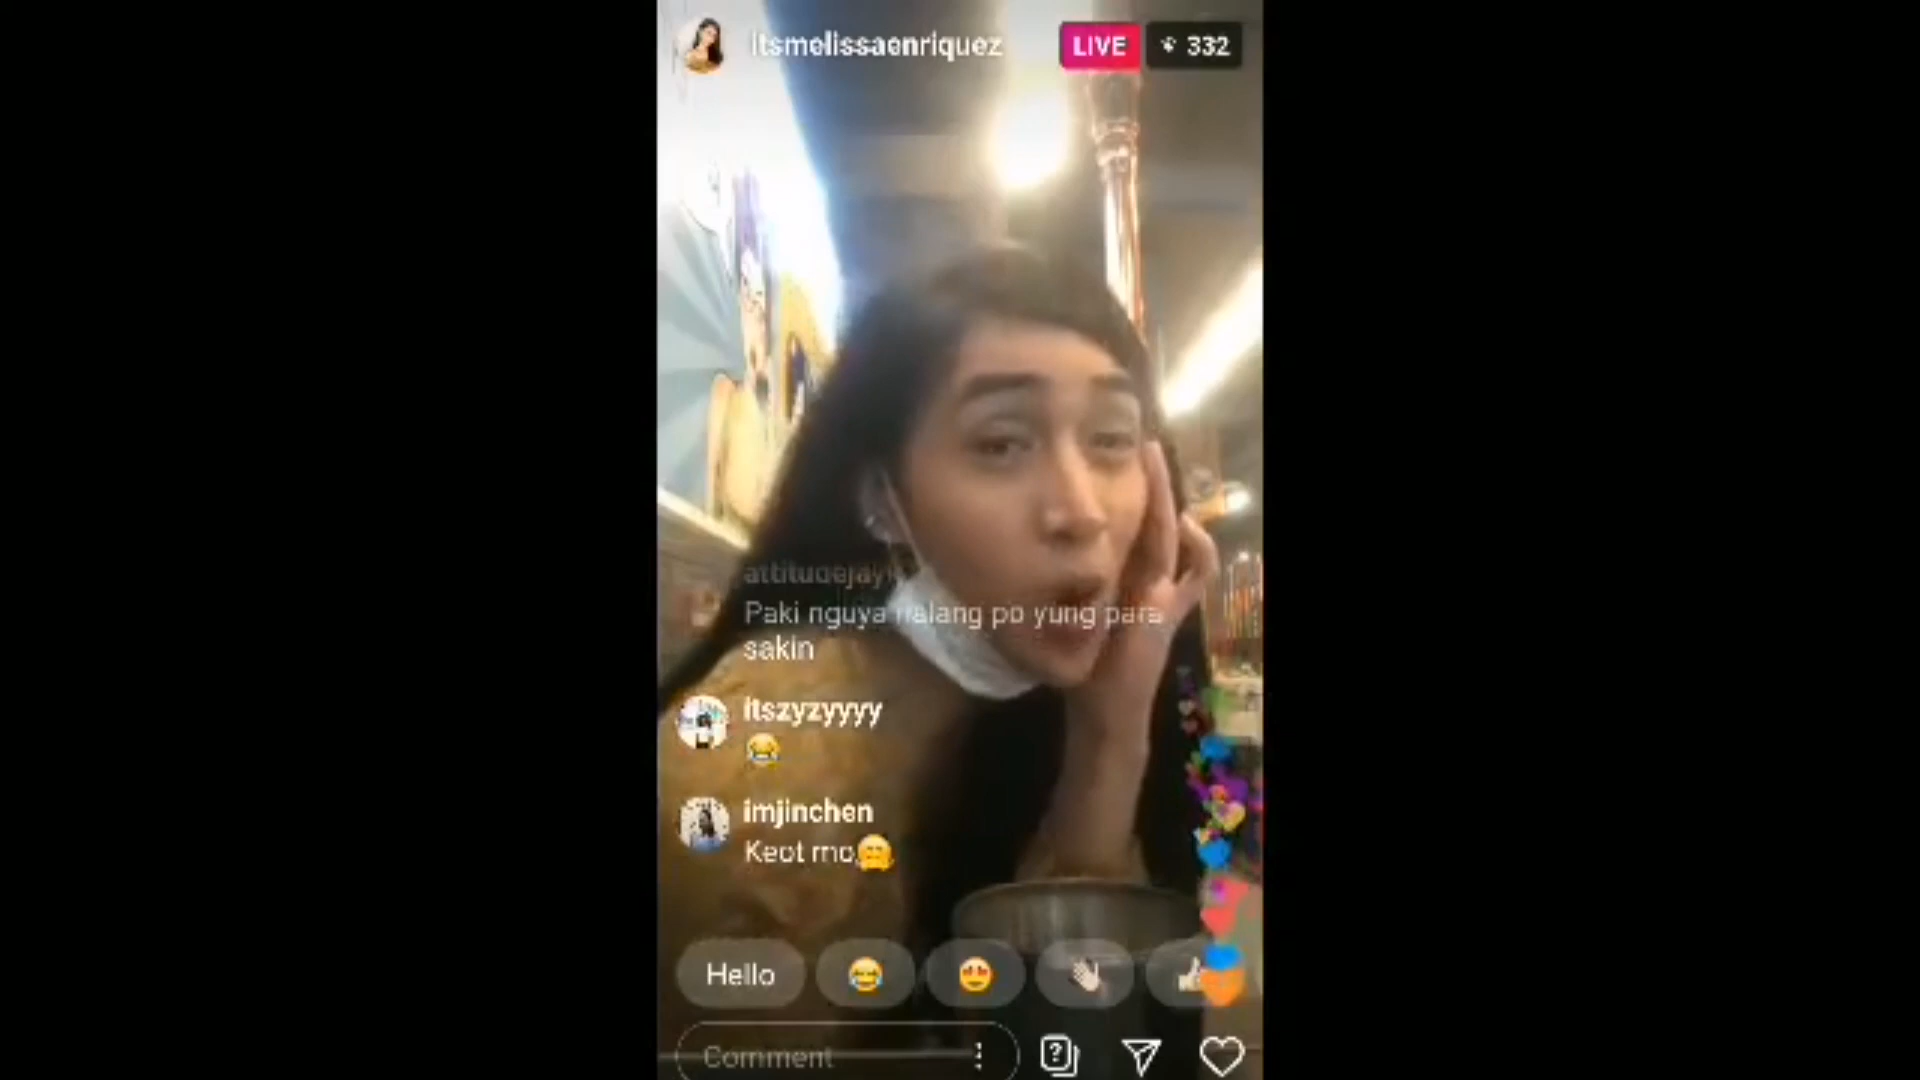 itsmelissaenriquez
LIVE
332
Paki nguya nalang po yung para
sakin
itszyzyyyy
😂
imjinchen
Keot mo🤗
Hello
Comment